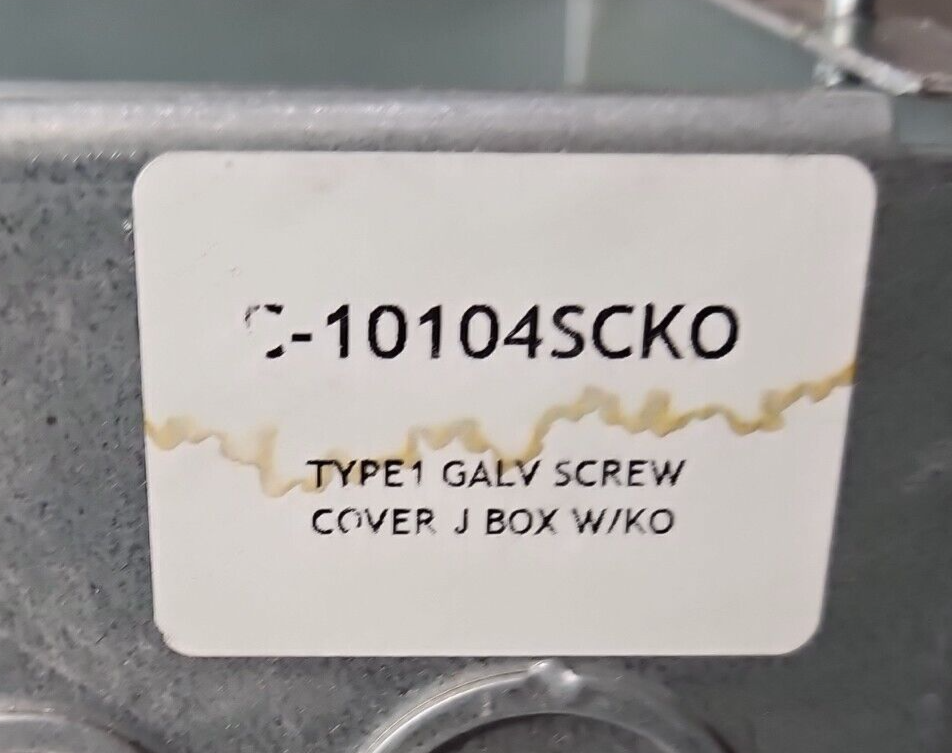 -10104SCKO
TYPE1 GALV SCREW
COVER J BOX W/KO